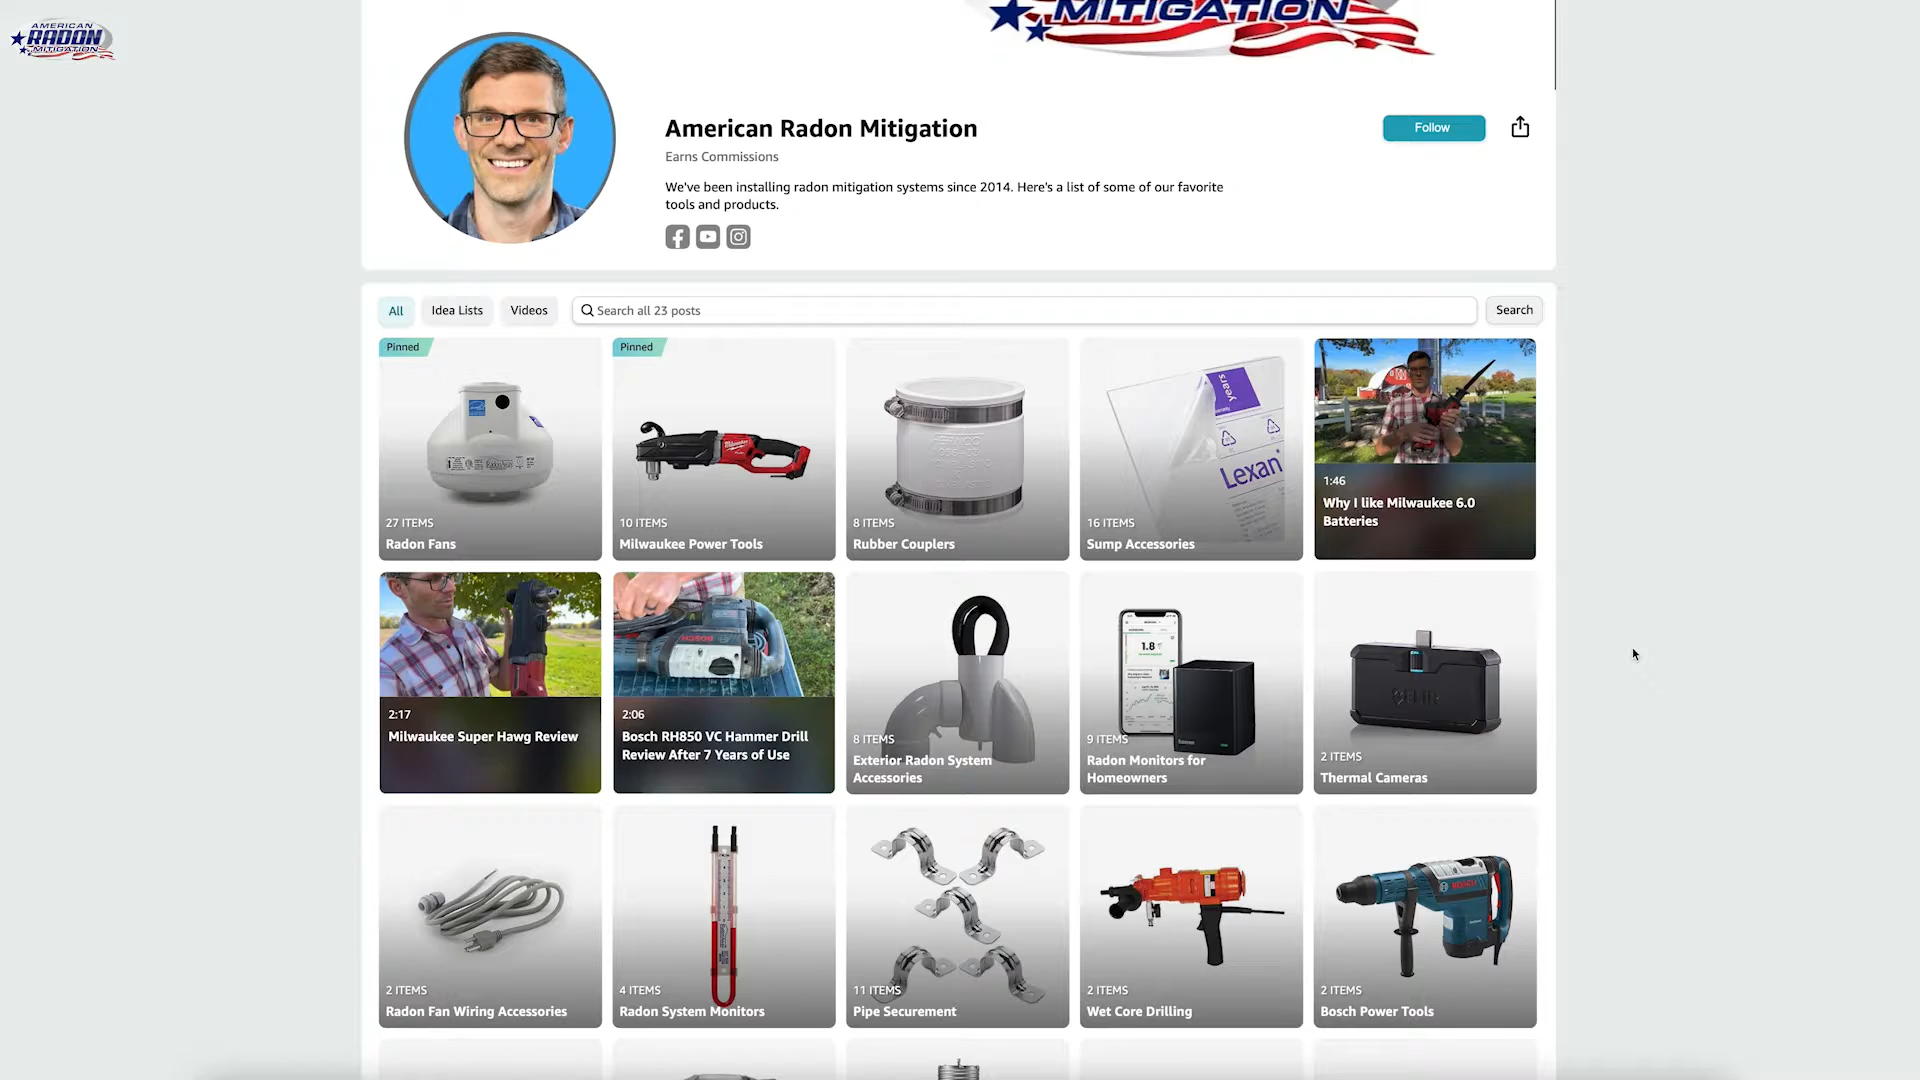 AMERICAN
RADON
MITIGATION
MITIGATION
American Radon Mitigation
Follow
Earns Commissions
We've been installing radon mitigation systems since 2014. Here's a list of some of our favorite
tools and products.
All
Idea Lists
Videos
Search all 23 posts
Search
Pinned
27 ITEMS
Radon Fans
Pinned
10 ITEMS
Milwaukee Power Tools
8 ITEMS
Rubber Couplers
years
Lexan
16 ITEMS
Sump Accessories
1:46
Why I like Milwaukee 6.0
Batteries
2:17
Milwaukee Super Hawg Review
BOSCH
2:06
Bosch RH850 VC Hammer Drill
Review After 7 Years of Use
8 ITEMS
Exterior Radon System
Accessories
1.8
9 ITEMS
Radon Monitors for
Homeowners
2 ITEMS
Thermal Cameras
2 ITEMS
Radon Fan Wiring Accessories
4 ITEMS
Radon System Monitors
11 ITEMS
Pipe Securement
2 ITEMS
Wet Core Drilling
BOSCH
2 ITEMS
Bosch Power Tools